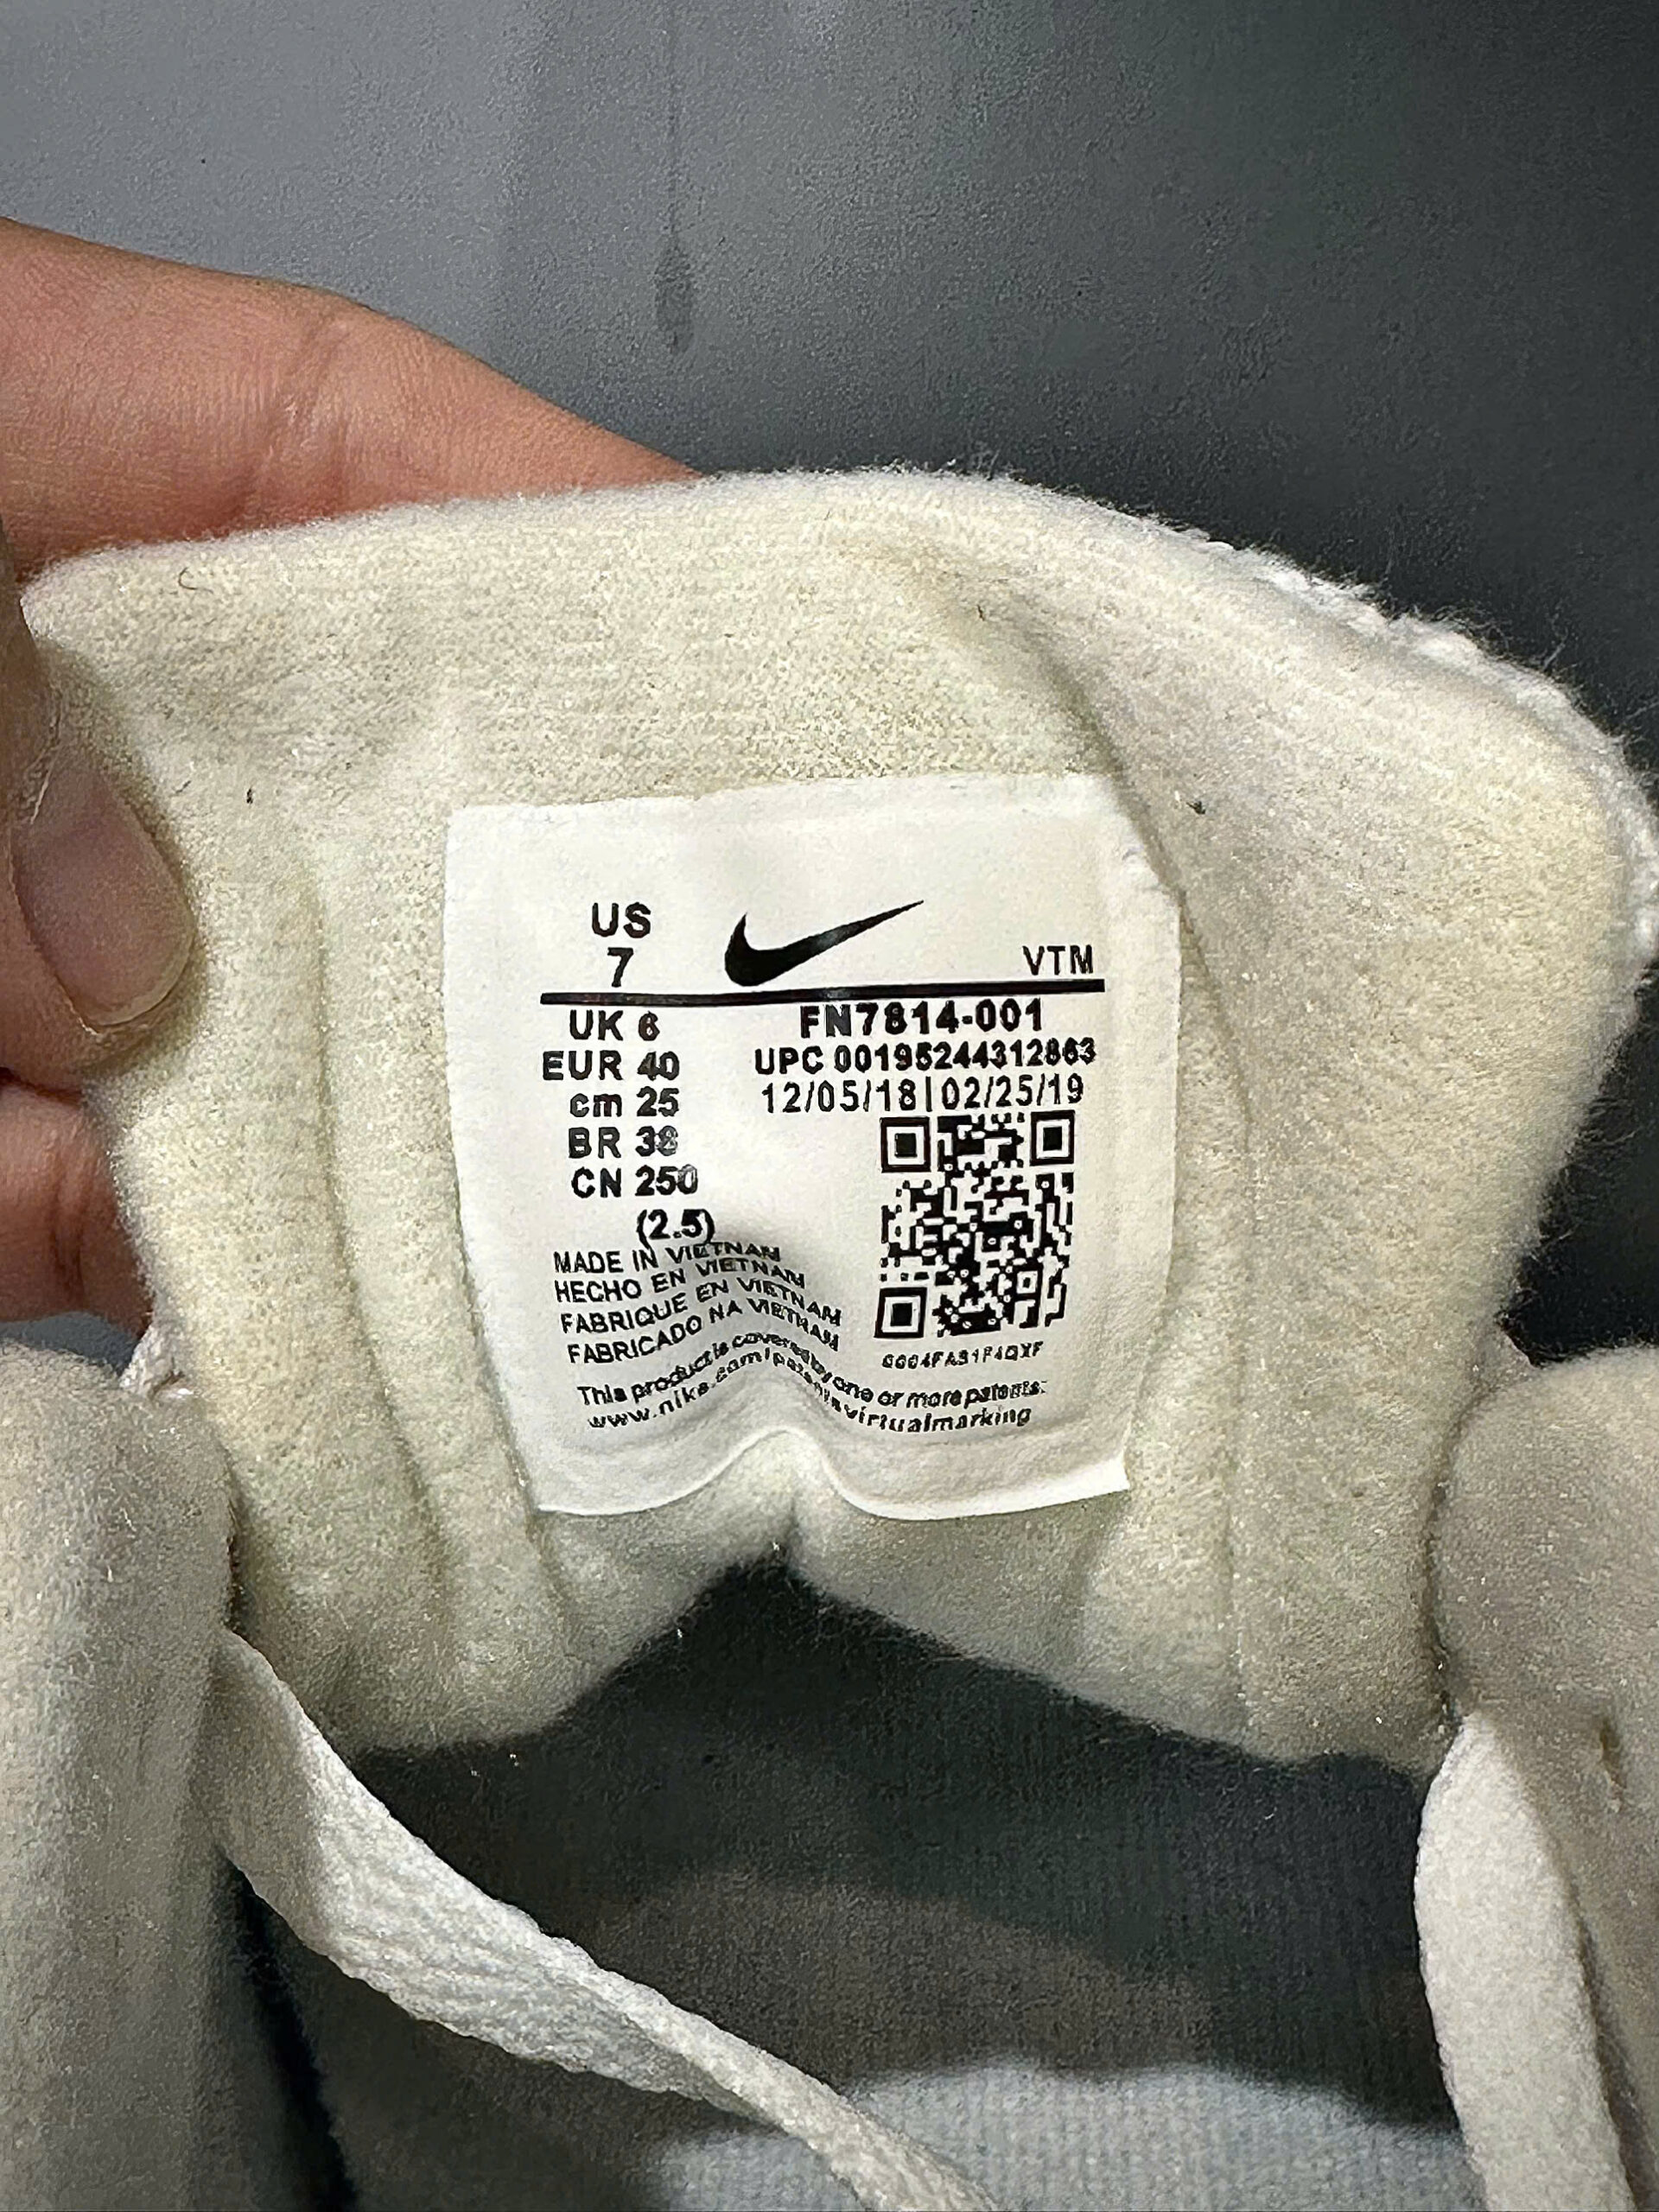 US
7
VTM
UK 6
EUR 40
cm 25
BR 38
CN 250
(2.5)
FN7814-001
UPC 00195244312863
12/05/18|02/25/19
MADE IN VIETNAM
HECHO EN VIETNAM
FABRIQUE EN VIETNAM
FABRICADO NA VIETNAM
This product is covered by one or more patents:
www.nike.com/patents virtualmarking